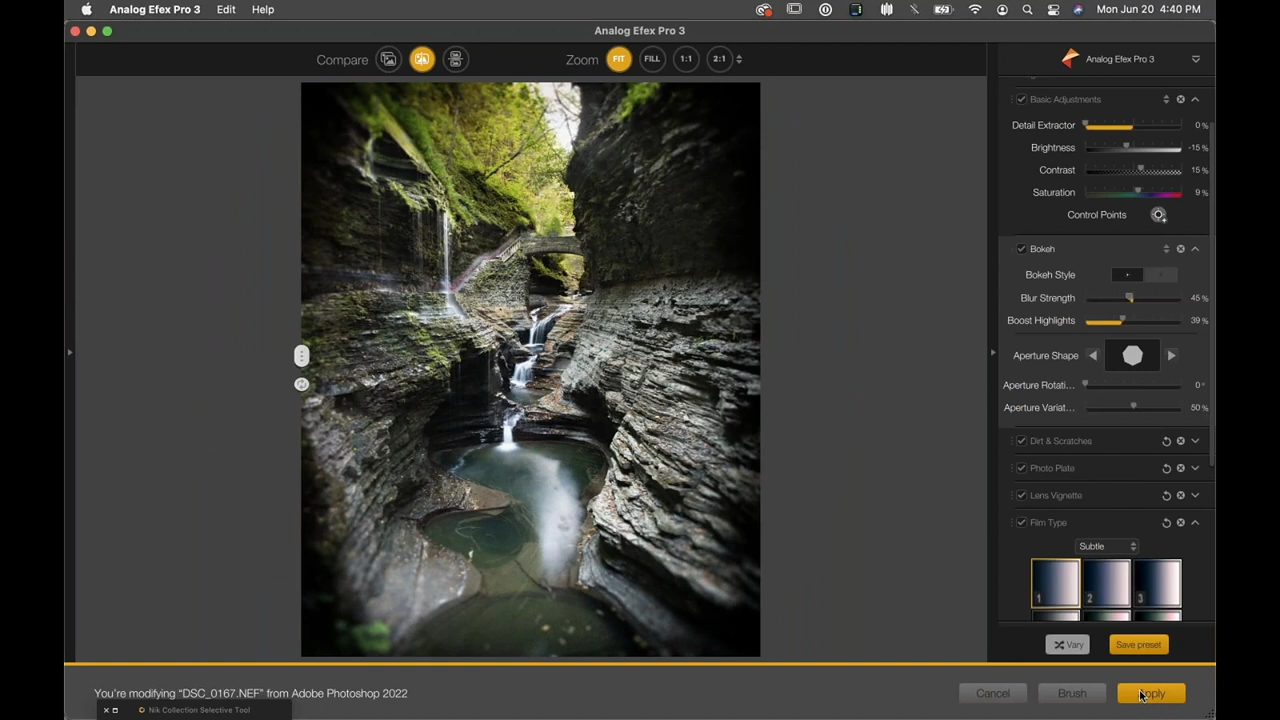 Analog Efex Pro 3 Edit Help Mon Jun 20 4:40 PM
Analog Efex Pro 3
Compare Zoom FIT FILL 1:1 2:1
Analog Efex Pro 3
Basic Adjustments
Detail Extractor 0%
Brightness -15%
Contrast 15%
Saturation 9%
Control Points
Bokeh
Bokeh Style
Blur Strength 45%
Boost Highlights 39%
Aperture Shape
Aperture Rotati... 0°
Aperture Variat... 50%
Dirt & Scratches
Photo Plate
Lens Vignette
Film Type
Subtle
1 2 3
Vary Save preset
You're modifying "DSC_0167.NEF" from Adobe Photoshop 2022 Cancel Brush Apply
Nik Collection Selective Tool